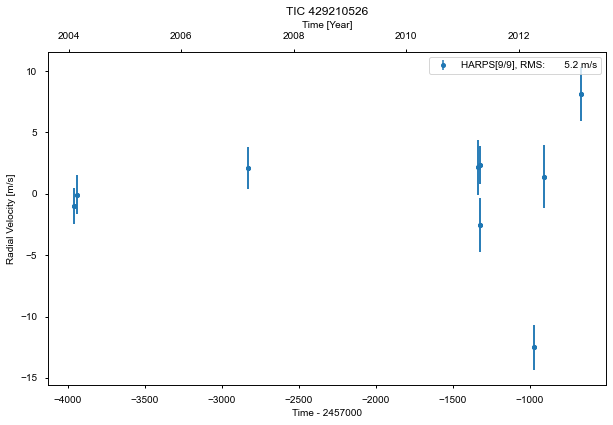 TIC 429210526
Time [Year]
2004 2006 2008 2010 2012
HARPS[9/9], RMS: 5.2 m/s
10
5
0
−5
−10
−15
Radial Velocity [m/s]
−4000 −3500 −3000 −2500 −2000 −1500 −1000
Time - 2457000